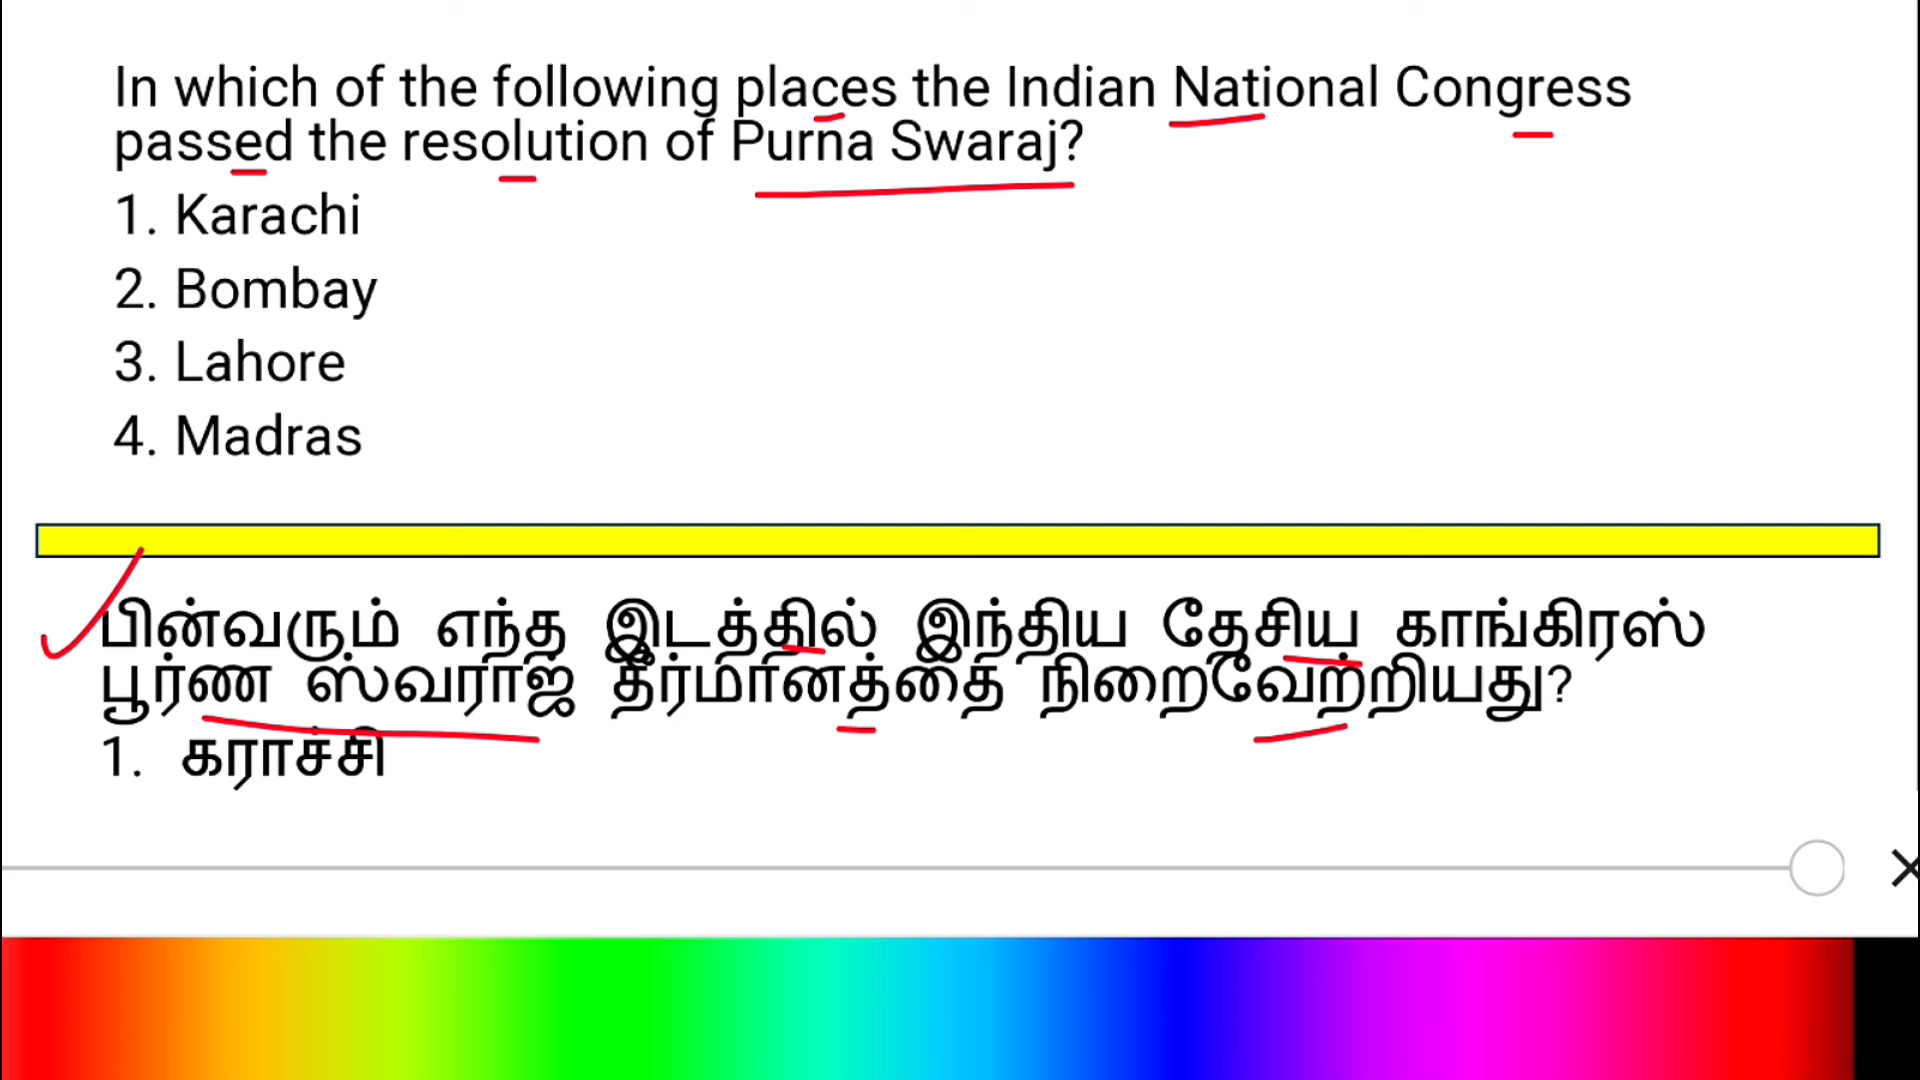 In which of the following places the Indian National Congress
passed the resolution of Purna Swaraj?
1. Karachi
2. Bombay
3. Lahore
4. Madras
பின்வரும் எந்த இடத்தில் இந்திய தேசிய காங்கிரஸ்
பூர்ண ஸ்வராஜ் தீர்மானத்தை நிறைவேற்றியது?
1. கராச்சி